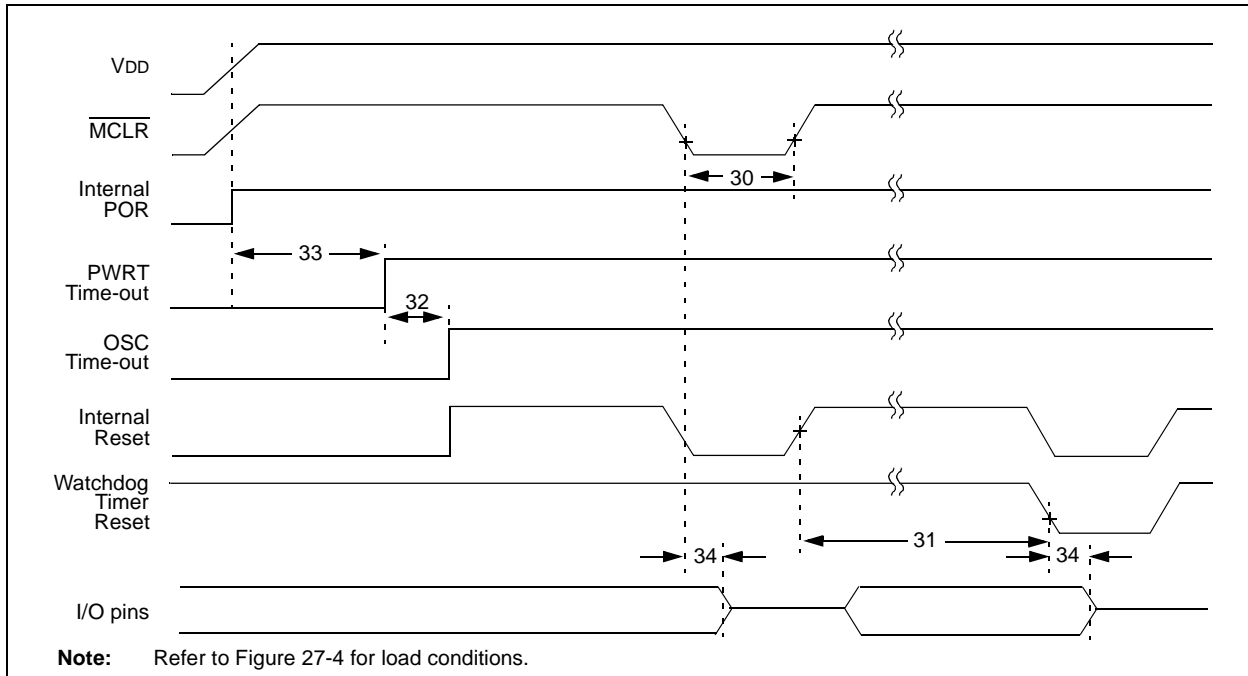 VDD
MCLR
30
Internal
POR
33
PWRT
Time-out
32
OSC
Time-out
Internal
Reset
Watchdog
Timer
Reset
31
34
34
I/O pins
Note: Refer to Figure 27-4 for load conditions.